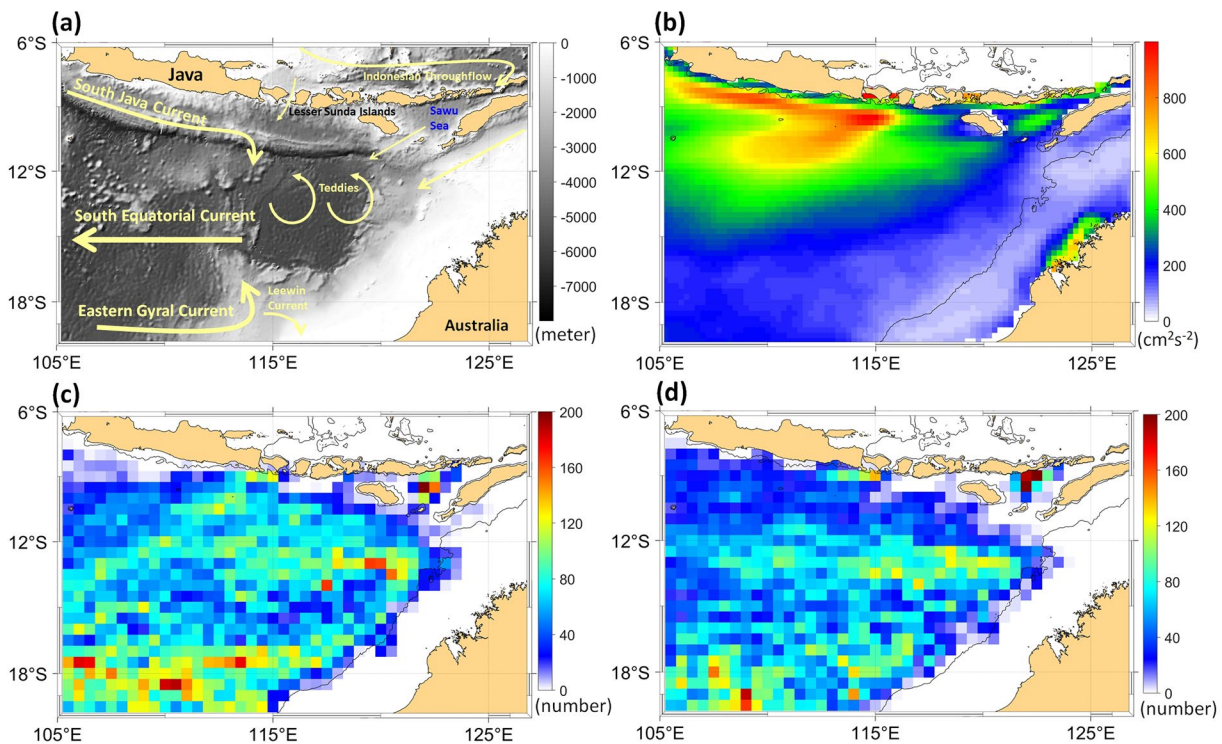 (a)
6°S
12°S
18°S
105°E
115°E
125°E
Java
South Java Current
Indonesian Throughflow
Lesser Sunda Islands
Sawu
Sea
Teddies
South Equatorial Current
Eastern Gyral Current
Leewin
Current
Australia
0
-1000
-2000
-3000
-4000
-5000
-6000
-7000
(meter)
(b)
6°S
12°S
18°S
105°E
115°E
125°E
800
600
400
200
0
(cm²s⁻²)
(c)
6°S
12°S
18°S
105°E
115°E
125°E
200
160
120
80
40
0
(number)
(d)
6°S
12°S
18°S
105°E
115°E
125°E
200
160
120
80
40
0
(number)